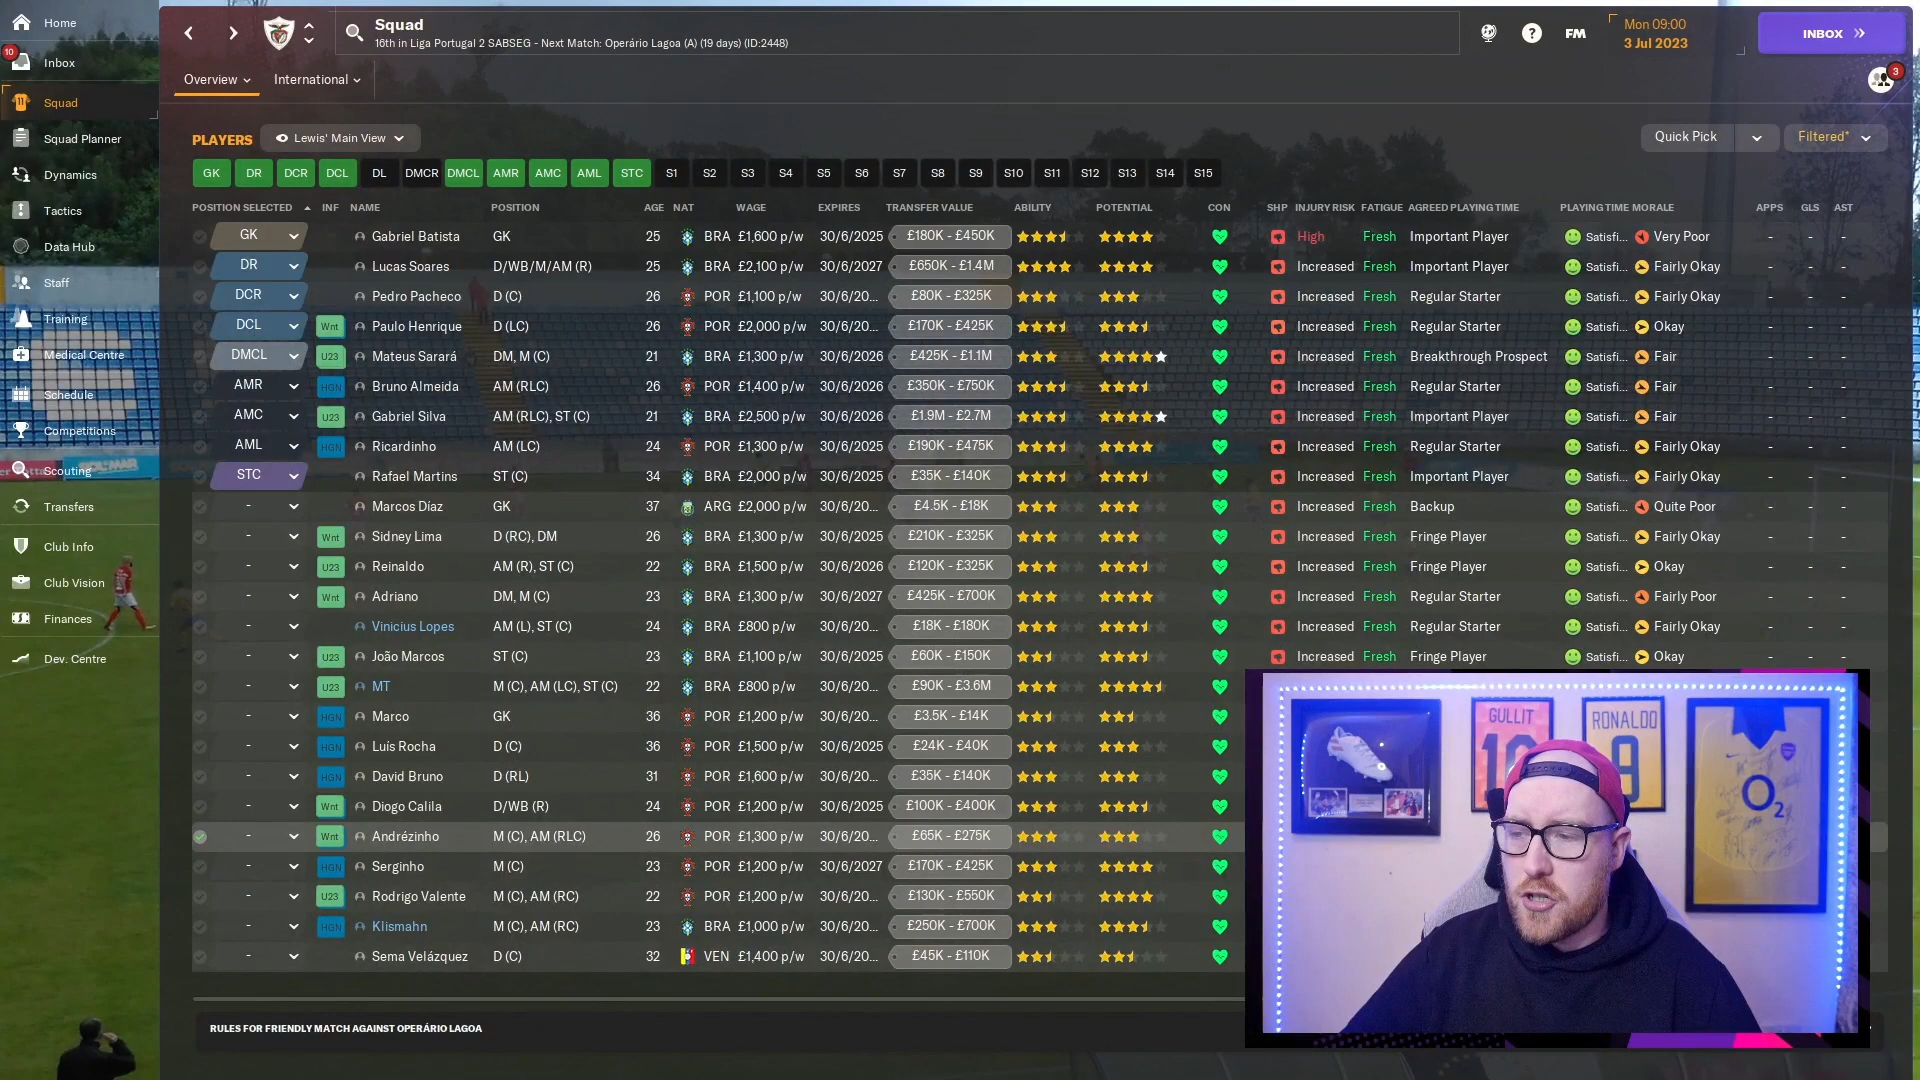 Home
10
Inbox
Squad
Squad Planner
Dynamics
Tactics
Data Hub
Staff
Training
Medical Centre
Schedule
Competitions
Scouting
Transfers
Club Info
Club Vision
Finances
Dev. Centre
Squad
16th in Liga Portugal 2 SABSEG - Next Match: Operário Lagoa (A) (19 days) (ID:2448)
? FM
Mon 09:00
3 Jul 2023
INBOX
3
Overview International
PLAYERS Lewis' Main View Quick Pick Filtered*
GK DR DCR DCL DL DMCR DMCL AMR AMC AML STC S1 S2 S3 S4 S5 S6 S7 S8 S9 S10 S11 S12 S13 S14 S15
POSITION SELECTED INF NAME POSITION AGE NAT WAGE EXPIRES TRANSFER VALUE ABILITY POTENTIAL CON SHP INJURY RISK FATIGUE AGREED PLAYING TIME PLAYING TIME MORALE APPS GLS AST
GK Gabriel Batista GK 25 BRA £1,600 p/w 30/6/2025 £180K - £450K High Fresh Important Player Satisfi... Very Poor - - -
DR Lucas Soares D/WB/M/AM (R) 25 BRA £2,100 p/w 30/6/2027 £650K - £1.4M Increased Fresh Important Player Satisfi... Fairly Okay - - -
DCR Pedro Pacheco D (C) 26 POR £1,100 p/w 30/6/20... £80K - £325K Increased Fresh Regular Starter Satisfi... Fairly Okay - - -
DCL Wnt Paulo Henrique D (LC) 26 POR £2,000 p/w 30/6/20... £170K - £425K Increased Fresh Regular Starter Satisfi... Okay - - -
DMCL U23 Mateus Sarará DM, M (C) 21 BRA £1,300 p/w 30/6/2026 £425K - £1.1M Increased Fresh Breakthrough Prospect Satisfi... Fair - - -
AMR HGN Bruno Almeida AM (RLC) 26 POR £1,400 p/w 30/6/2026 £350K - £750K Increased Fresh Regular Starter Satisfi... Fair - - -
AMC U23 Gabriel Silva AM (RLC), ST (C) 21 BRA £2,500 p/w 30/6/2026 £1.9M - £2.7M Increased Fresh Important Player Satisfi... Fair - - -
AML HGN Ricardinho AM (LC) 24 POR £1,300 p/w 30/6/2025 £190K - £475K Increased Fresh Regular Starter Satisfi... Fairly Okay - - -
STC Rafael Martins ST (C) 34 BRA £2,000 p/w 30/6/20... £35K - £140K Increased Fresh Important Player Satisfi... Fairly Okay - - -
- Marcos Díaz GK 37 ARG £2,000 p/w 30/6/20... £4.5K - £18K Increased Fresh Backup Satisfi... Quite Poor - - -
- Wnt Sidney Lima D (RC), DM 26 BRA £1,300 p/w 30/6/2025 £210K - £325K Increased Fresh Fringe Player Satisfi... Fairly Okay - - -
- U23 Reinaldo AM (R), ST (C) 22 BRA £1,500 p/w 30/6/2026 £120K - £325K Increased Fresh Fringe Player Satisfi... Okay - - -
- Wnt Adriano DM, M (C) 23 BRA £1,300 p/w 30/6/2027 £425K - £700K Increased Fresh Regular Starter Satisfi... Fairly Poor - - -
- Vinicius Lopes AM (L), ST (C) 24 BRA £800 p/w 30/6/20... £18K - £180K Increased Fresh Regular Starter Satisfi... Fairly Okay - - -
- U23 João Marcos ST (C) 23 BRA £1,100 p/w 30/6/20... £60K - £150K Increased Fresh Fringe Player Satisfi... Okay - - -
- U23 MT M (C), AM (LC), ST (C) 22 BRA £800 p/w 30/6/20... £90K - £3.6M
- HGN Marco GK 36 POR £1,200 p/w 30/6/20... £3.5K - £14K
- HGN Luís Rocha D (C) 36 POR £1,500 p/w 30/6/2025 £24K - £40K
- HGN David Bruno D (RL) 31 POR £1,600 p/w 30/6/20... £35K - £140K
- Wnt Diogo Calila D/WB (R) 24 POR £1,200 p/w 30/6/2025 £100K - £400K
- Wnt Andrézinho M (C), AM (RLC) 26 POR £1,300 p/w 30/6/20... £65K - £275K
- HGN Serginho M (C) 23 POR £1,200 p/w 30/6/2027 £170K - £425K
- U23 Rodrigo Valente M (C), AM (RC) 22 POR £1,200 p/w 30/6/20... £130K - £550K
- HGN Klismahn M (C), AM (RC) 23 BRA £1,000 p/w 30/6/20... £250K - £700K
- Sema Velázquez D (C) 32 VEN £1,400 p/w 30/6/20... £45K - £110K
RULES FOR FRIENDLY MATCH AGAINST OPERÁRIO LAGOA
GULLIT
RONALDO
9
O2